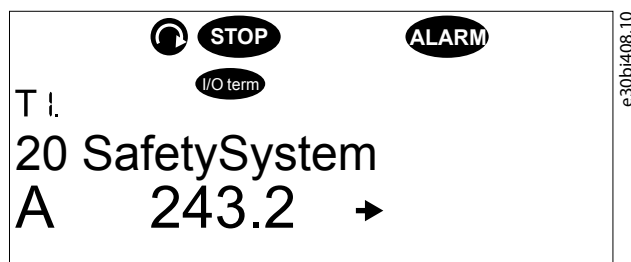 STOP ALARM
I/O term
T 1.
20 SafetySystem
A 243.2
e30bi408.10